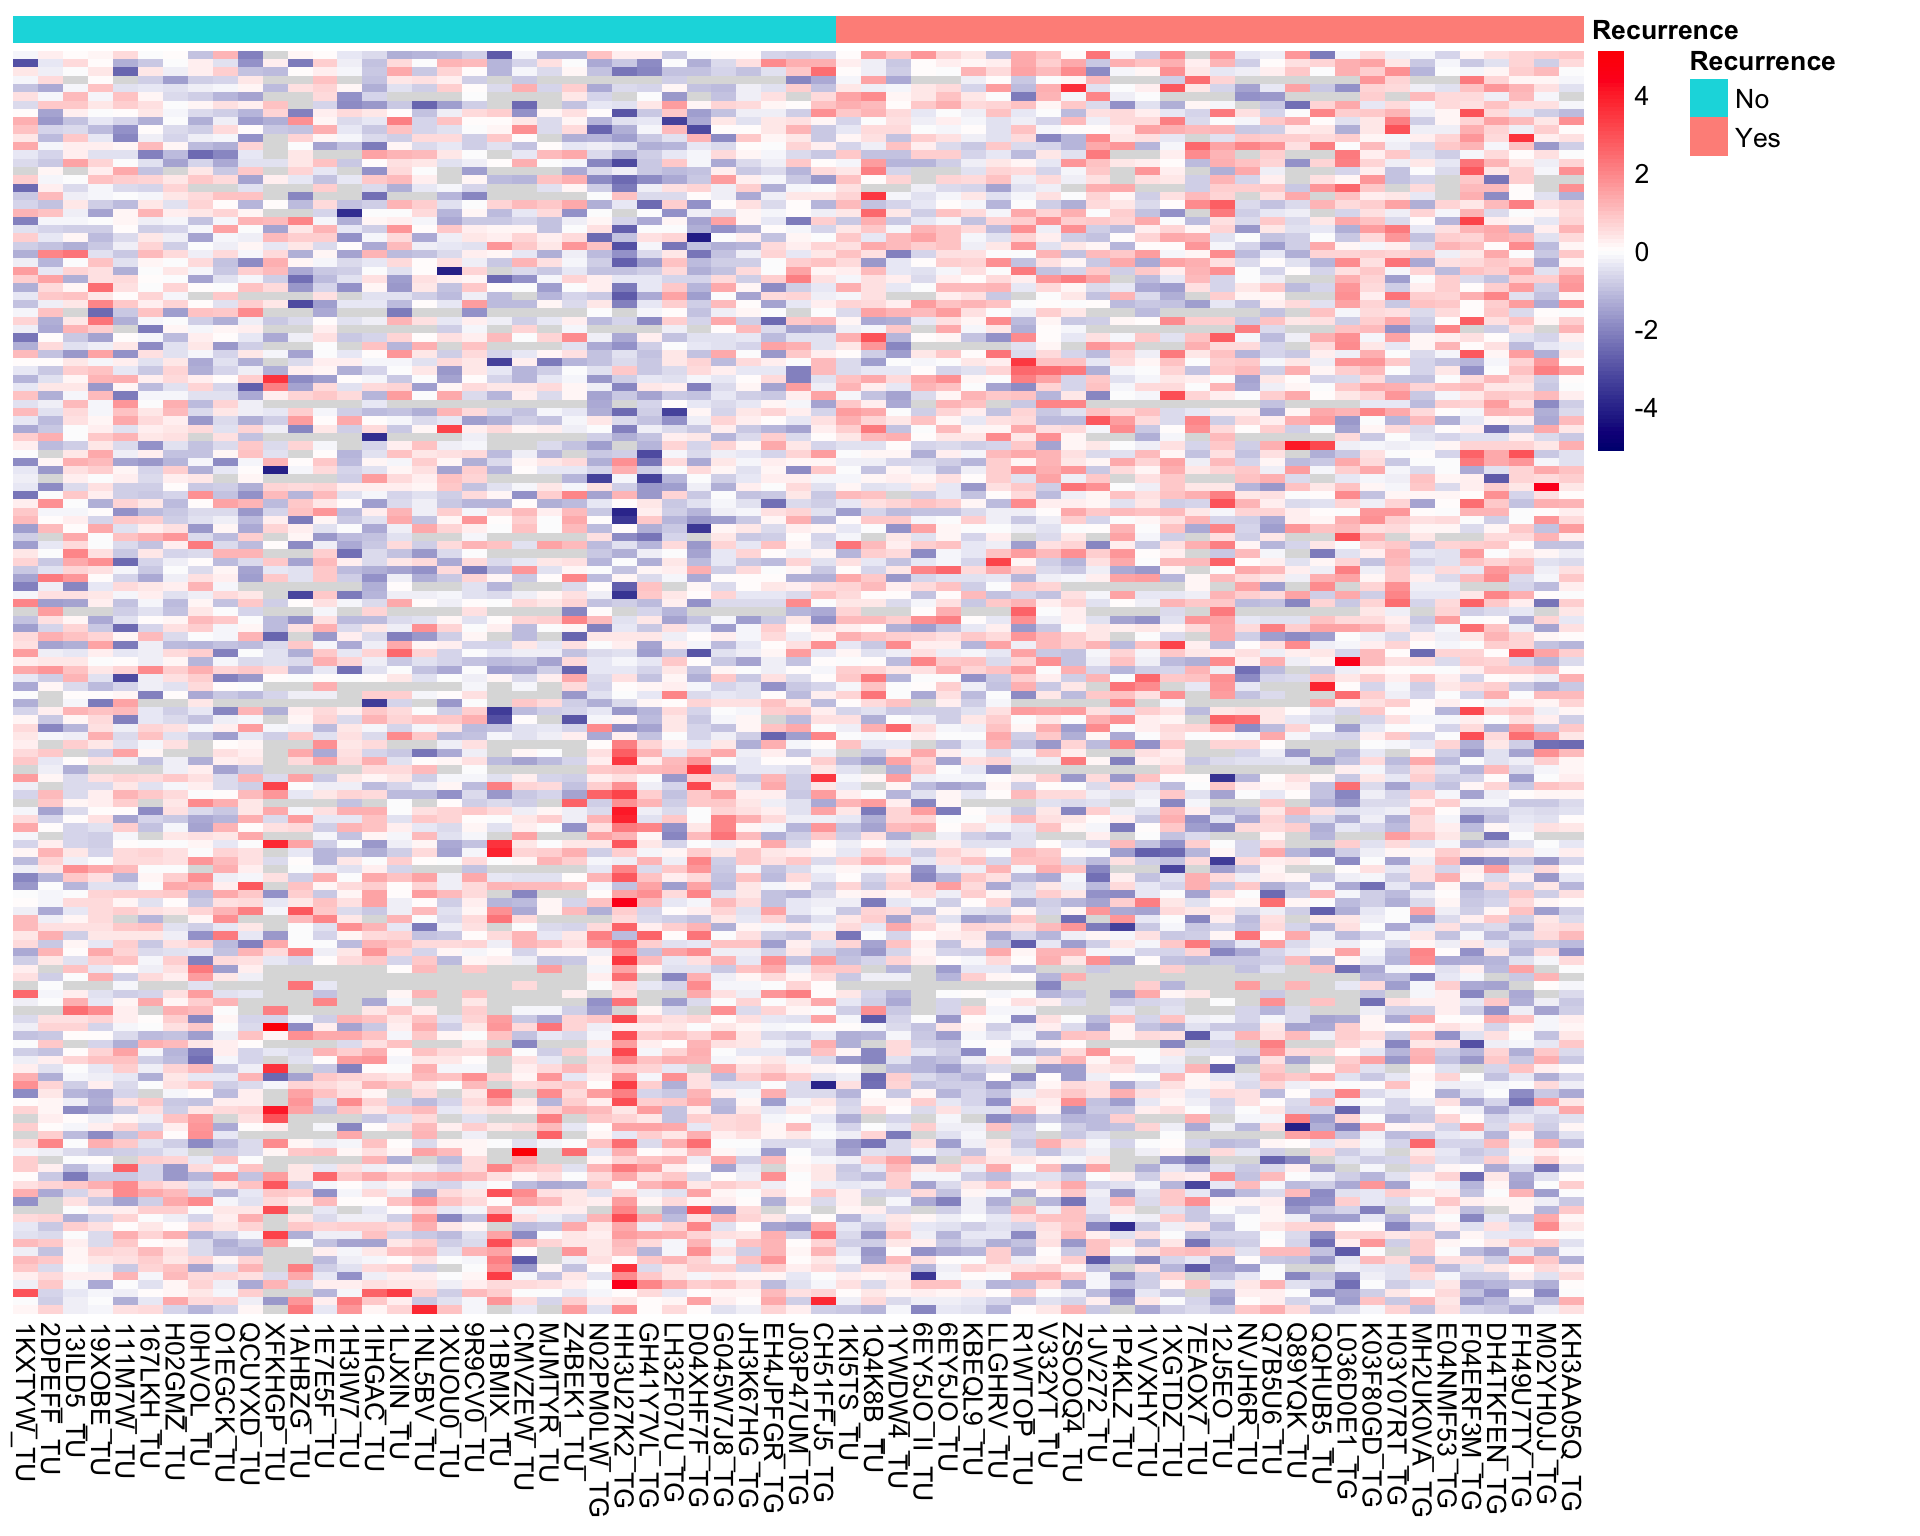 Recurrence
Recurrence
No
Yes
4
2
0
-2
-4
1KXTYW_TU
2DPEFF_TU
13ILD5_TU
19XOBE_TU
111M7W_TU
167LKH_TU
H02GMZ_TU
I0HVOL_TU
O1EGCK_TU
QCUYXD_TU
XFKHGP_TU
1AHBZG_TU
1E7E5F_TU
1H3IW7_TU
1IHGAC_TU
1LJXIN_TU
1NL5BV_TU
1XUOU0_TU
9R9CV0_TU
11BMIX_TU
CMVZEW_TU
MJMTYR_TU
Z4BEK1_TU
N02PM0LW_TG
HH3U27K2_TG
GH41Y7VL_TG
LH32F07U_TG
D04XHF7F_TG
G045W7J8_TG
JH3K67HG_TG
EH4JPFGR_TG
J03P47UM_TG
CH51FFJ5_TG
1KI5TS_TU
1Q4K8B_TU
1YWDW4_TU
6EY5JO_II_TU
6EY5JO_TU
KBEQL9_TU
LLGHRV_TU
R1WTOP_TU
V332YT_TU
ZSOOQ4_TU
1JV272_TU
1P4KLZ_TU
1VVXHY_TU
1XGTDZ_TU
7EAOX7_TU
12J5EO_TU
NVJH6R_TU
Q7B5U6_TU
Q89YQK_TU
QQHUB5_TU
L036D0E1_TG
K03F80GD_TG
H03Y07RT_TG
MH2UK0VA_TG
E04NMF53_TG
F04ERF3M_TG
DH4TKFEN_TG
FH49U7TY_TG
M02YH0JJ_TG
KH3AA05Q_TG